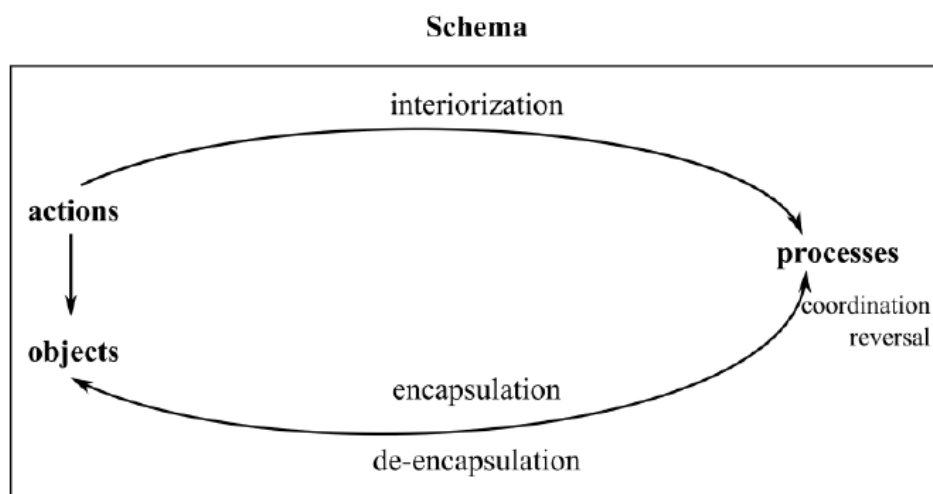 Schema
interiorization
actions
processes
coordination
reversal
objects
encapsulation
de-encapsulation